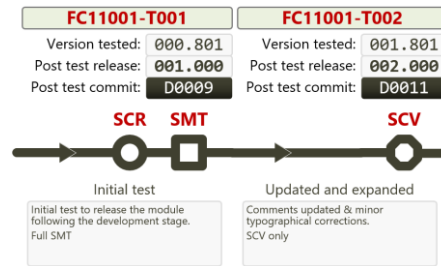 FC11001-T001
Version tested: 000.801
Post test release: 001.000
Post test commit: D0009
FC11001-T002
Version tested: 001.801
Post test release: 002.000
Post test commit: D0011
SCR SMT SCV
Initial test
Initial test to release the module
following the development stage.
Full SMT
Updated and expanded
Comments updated & minor
typographical corrections.
SCV only